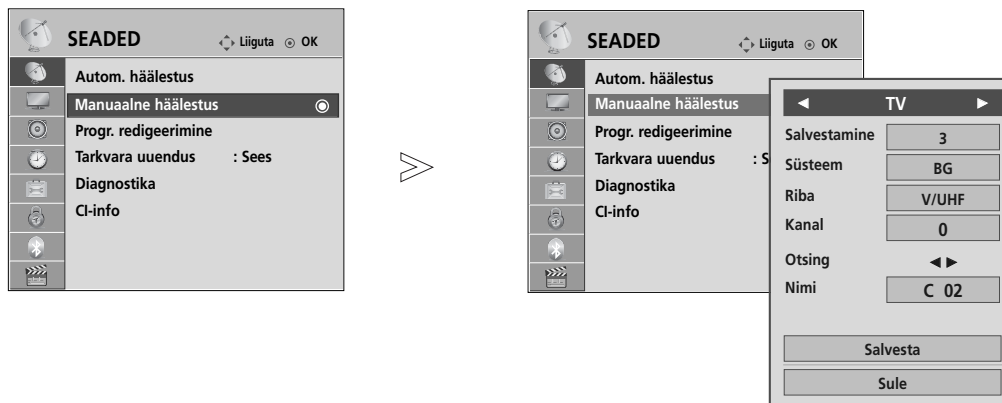 SEADED Liiguta OK
Autom. häälestus
Manuaalne häälestus
Progr. redigeerimine
Tarkvara uuendus : Sees
Diagnostika
CI-info
SEADED Liiguta OK
Autom. häälestus
Manuaalne häälestus
Progr. redigeerimine
Tarkvara uuendus : S
Diagnostika
CI-info
TV
Salvestamine 3
Süsteem BG
Riba V/UHF
Kanal 0
Otsing
Nimi C 02
Salvesta
Sule